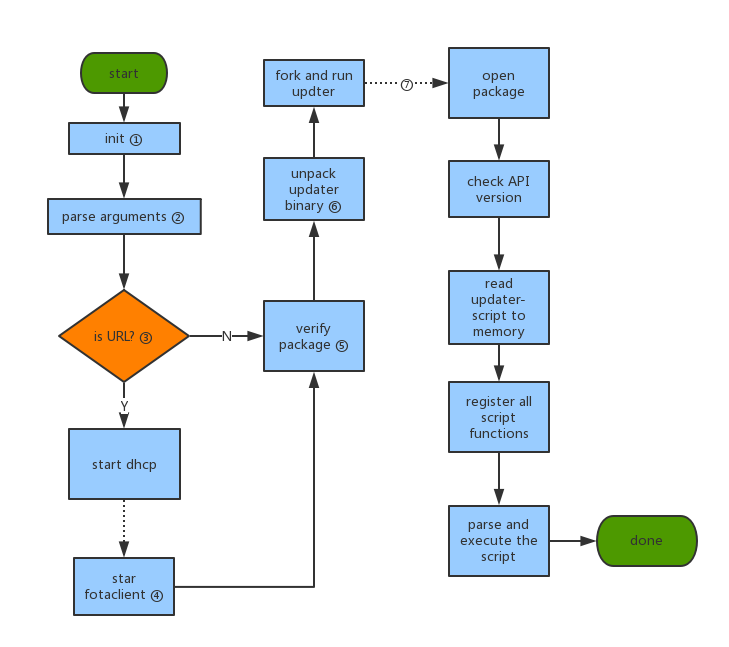 start
init ①
parse arguments ②
is URL? ③
N
Y
start dhcp
star
fotaclient ④
verify
package ⑤
unpack
updater
binary ⑥
fork and run
updter
⑦
open
package
check API
version
read
updater-
script to
memory
register all
script
functions
parse and
execute the
script
done